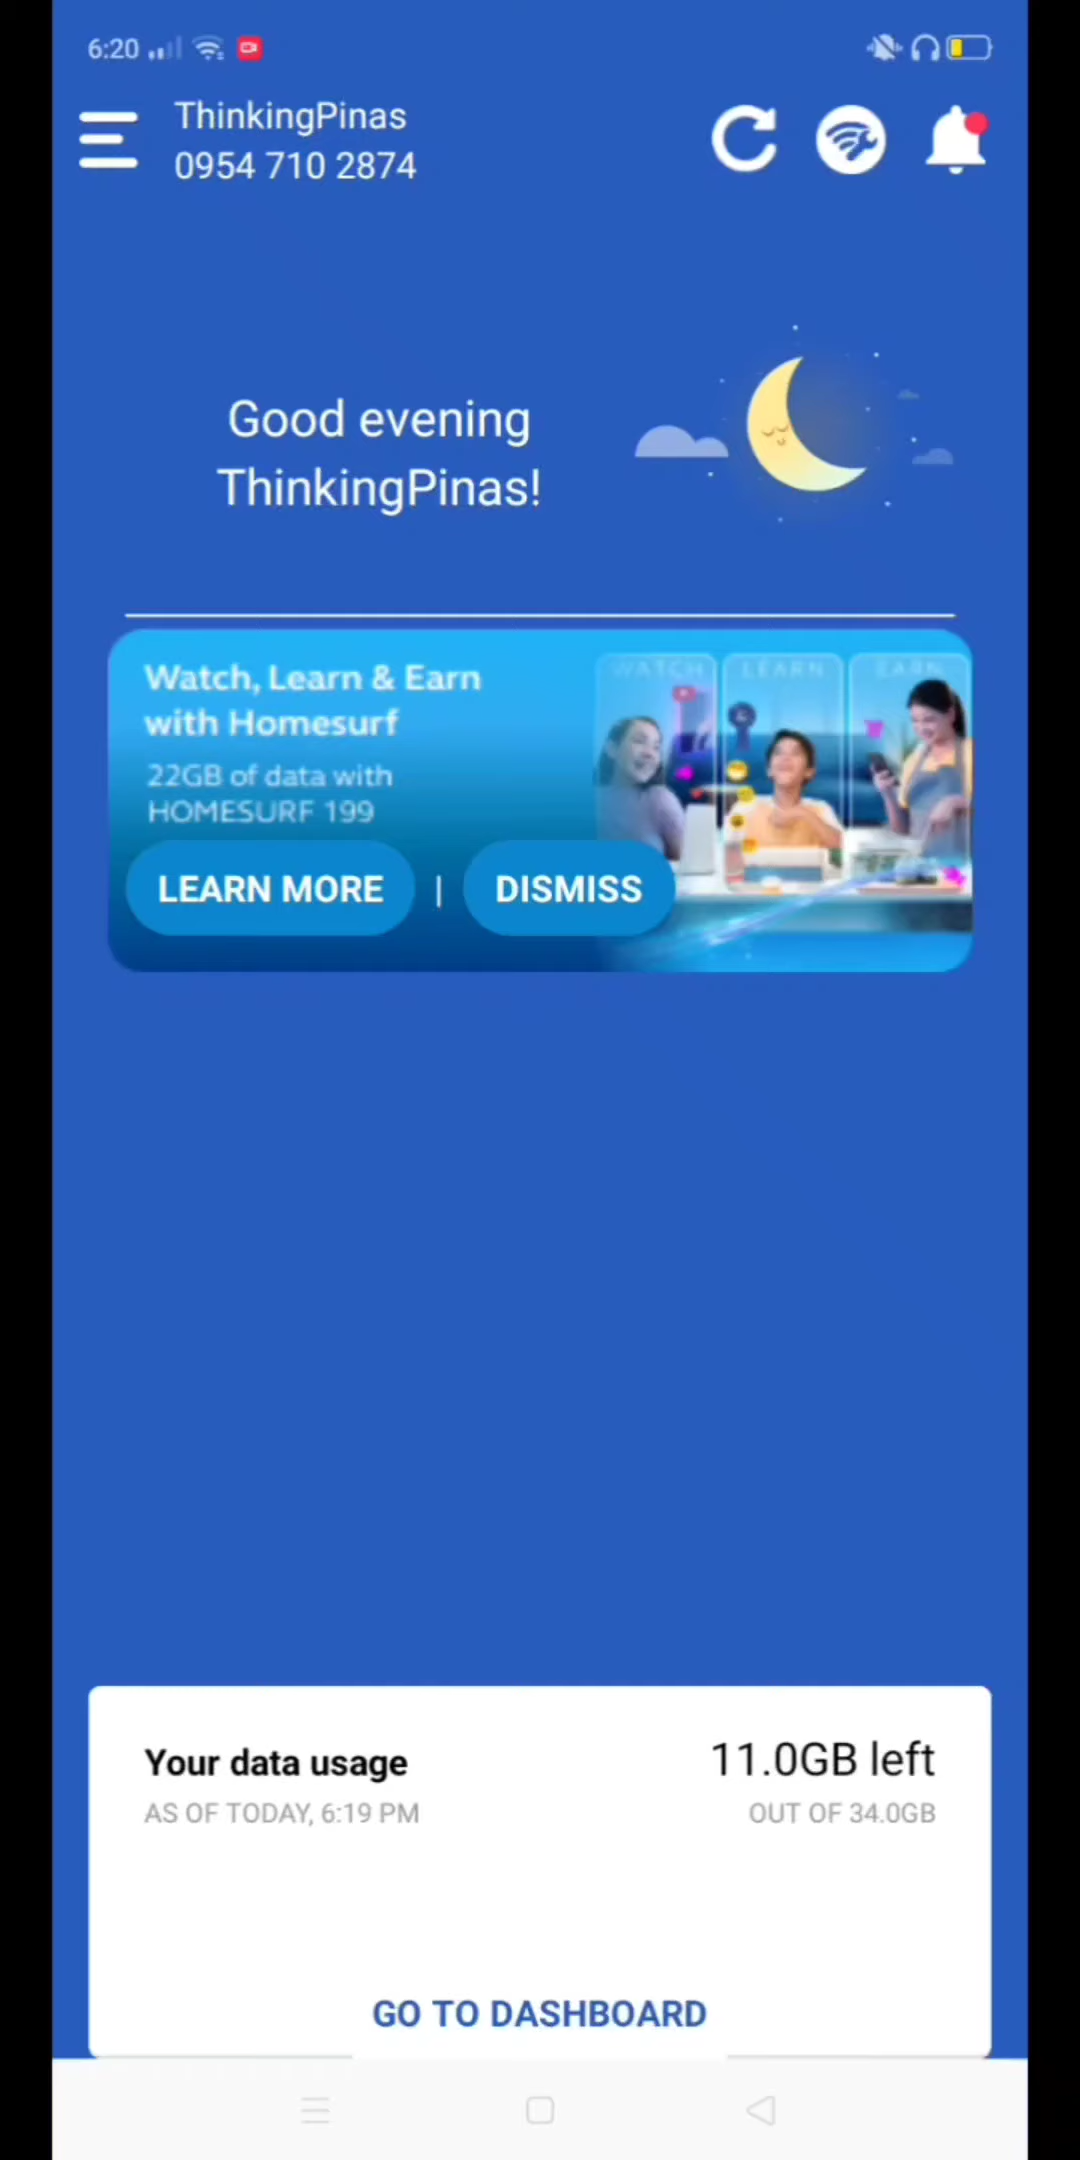 6:20
ThinkingPinas
0954 710 2874
Good evening
ThinkingPinas!
Watch, Learn & Earn
with Homesurf
22GB of data with
HOMESURF 199
WATCH
LEARN
EARN
LEARN MORE | DISMISS
Your data usage
11.0GB left
AS OF TODAY, 6:19 PM
OUT OF 34.0GB
GO TO DASHBOARD